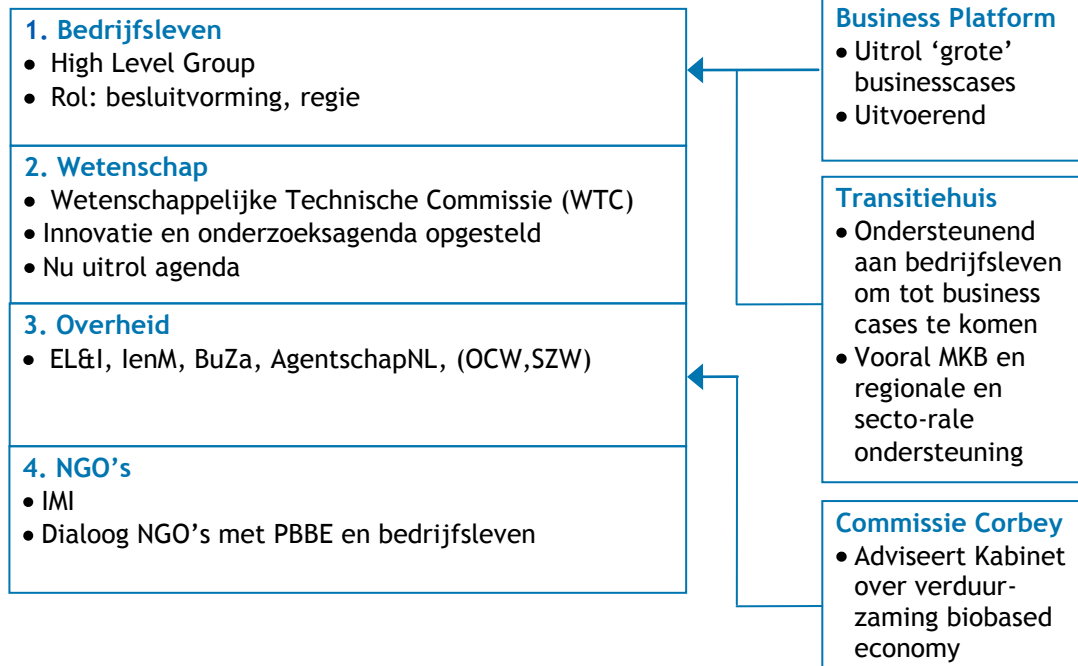 1. Bedrijfsleven
• High Level Group
• Rol: besluitvorming, regie
2. Wetenschap
• Wetenschappelijke Technische Commissie (WTC)
• Innovatie en onderzoeksagenda opgesteld
• Nu uitrol agenda
3. Overheid
• EL&I, IenM, BuZa, AgentschapNL, (OCW,SZW)
4. NGO’s
• IMI
• Dialoog NGO’s met PBBE en bedrijfsleven
Business Platform
• Uitrol ‘grote’
businesscases
• Uitvoerend
Transitiehuis
• Ondersteunend
aan bedrijfsleven
om tot business
cases te komen
• Vooral MKB en
regionale en
secto-rale
ondersteuning
Commissie Corbey
• Adviseert Kabinet
over verduur-
zaming biobased
economy